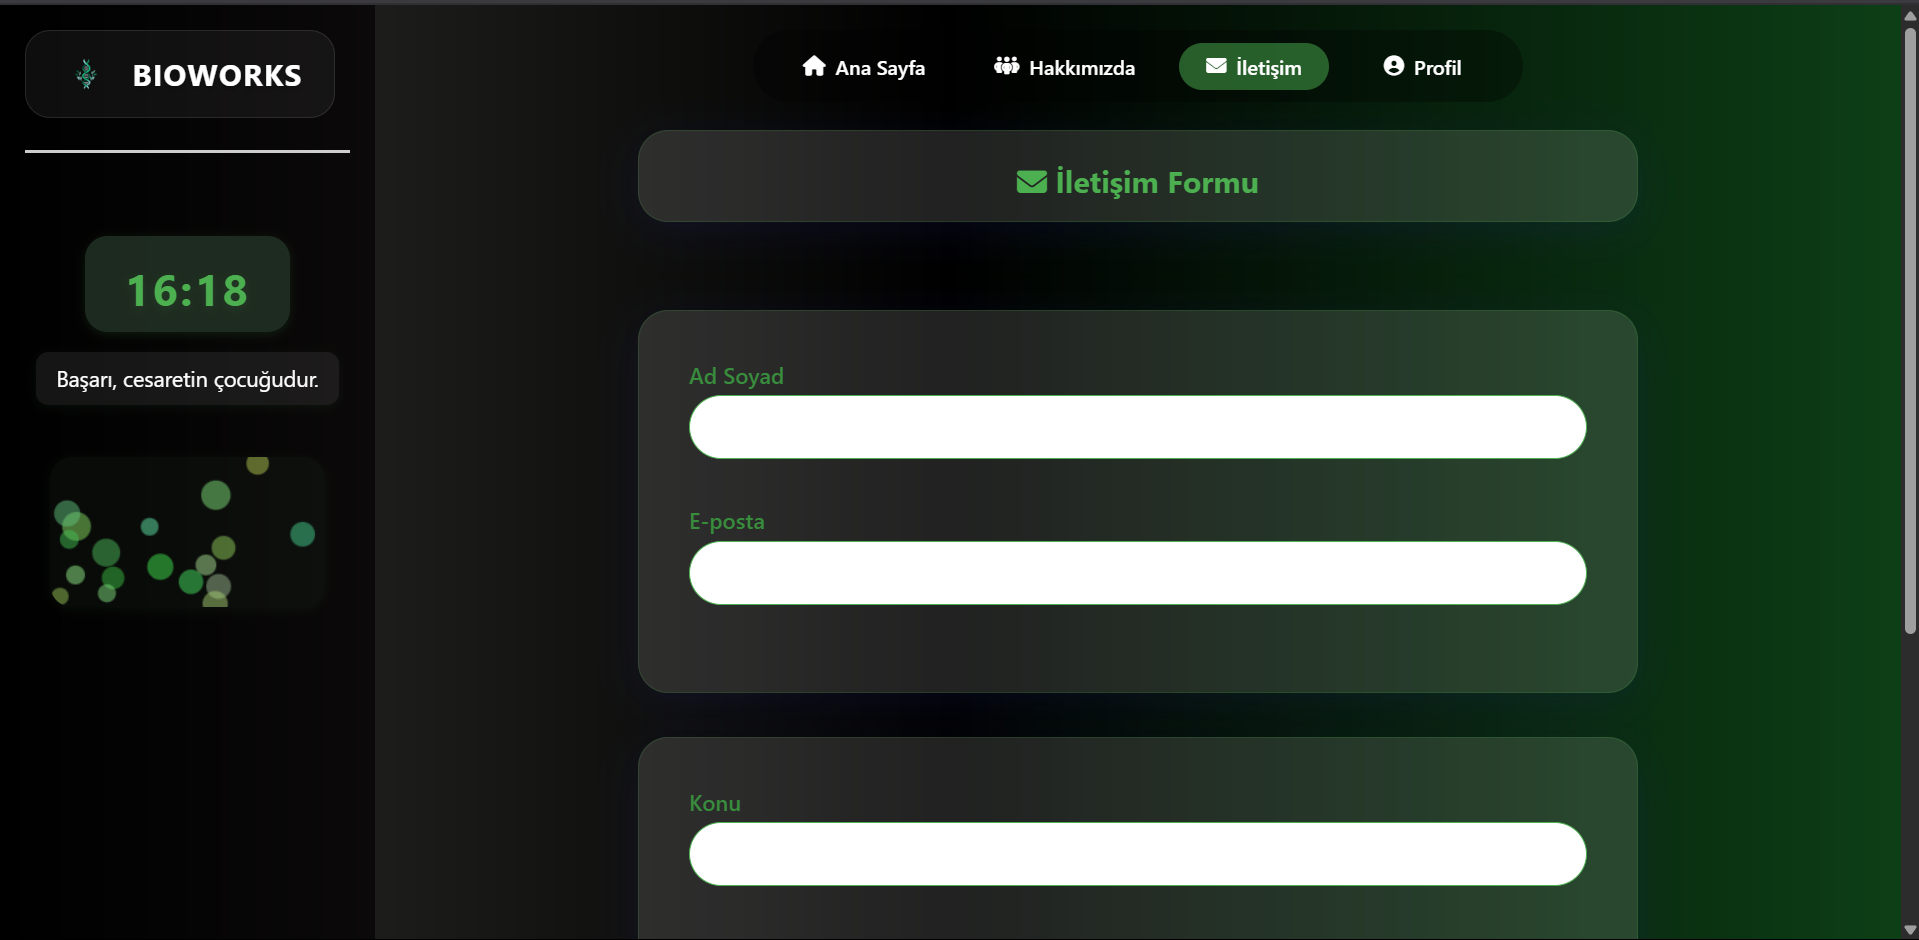 BIOWORKS
16:18
Başarı, cesaretin çocuğudur.
Ana Sayfa
Hakkımızda
İletişim
Profil
İletişim Formu
Ad Soyad
E-posta
Konu